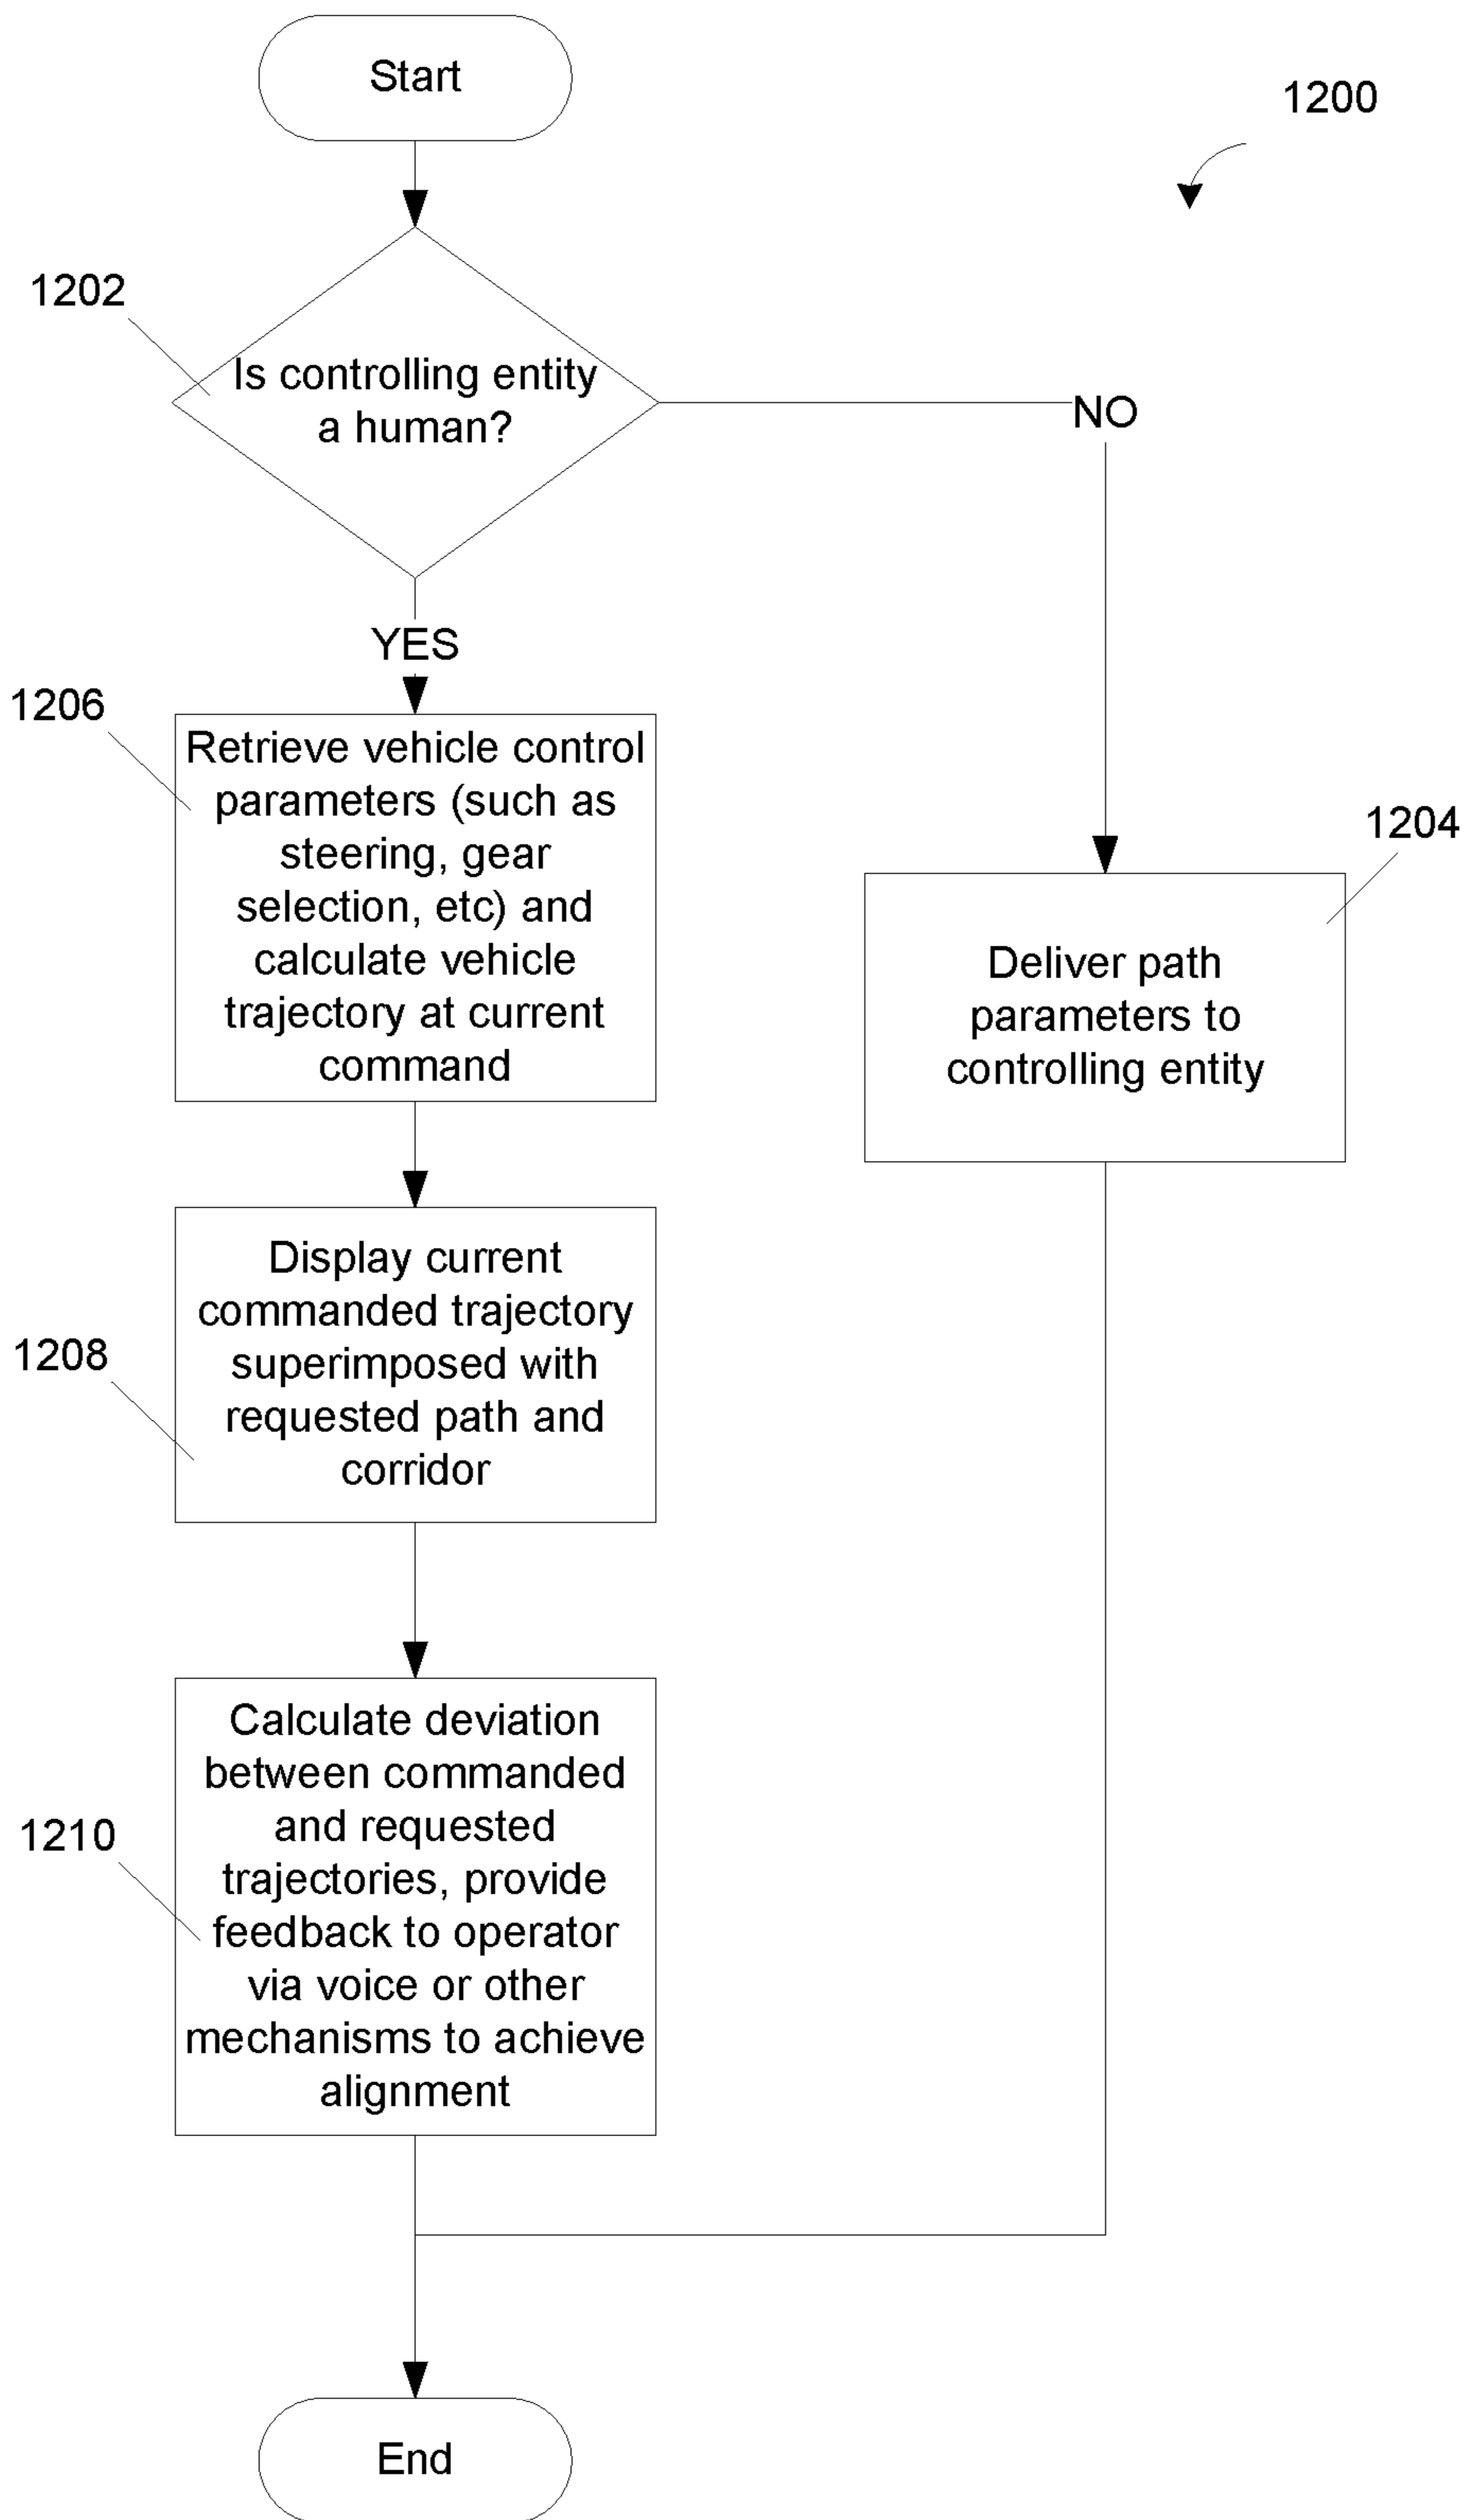 Start
1200
1202
Is controlling entity
a human?
NO
YES
1206
Retrieve vehicle control
parameters (such as
steering, gear
selection, etc) and
calculate vehicle
trajectory at current
command
1204
Deliver path
parameters to
controlling entity
1208
Display current
commanded trajectory
superimposed with
requested path and
corridor
1210
Calculate deviation
between commanded
and requested
trajectories, provide
feedback to operator
via voice or other
mechanisms to achieve
alignment
End